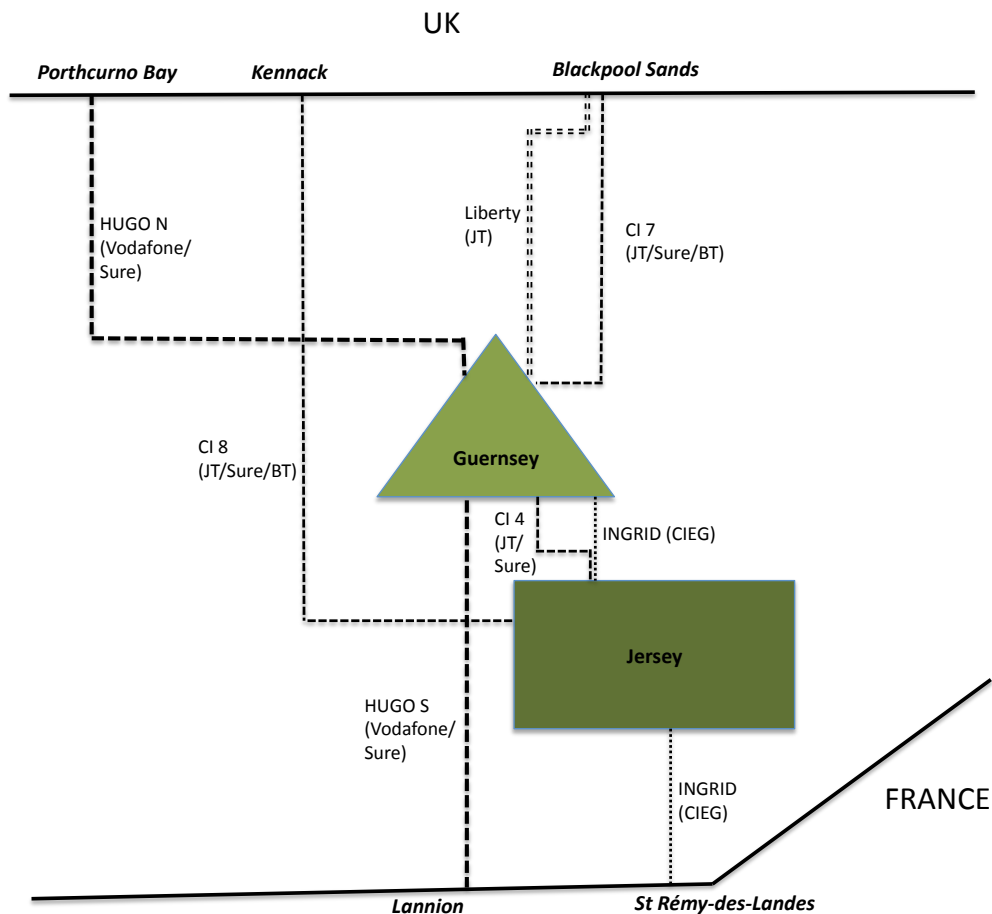 UK
Porthcurno Bay
Kennack
Blackpool Sands
HUGO N
(Vodafone/
Sure)
Liberty
(JT)
CI 7
(JT/Sure/BT)
CI 8
(JT/Sure/BT)
Guernsey
CI 4
(JT/
Sure)
INGRID (CIEG)
Jersey
HUGO S
(Vodafone/
Sure)
INGRID
(CIEG)
FRANCE
Lannion
St Rémy-des-Landes